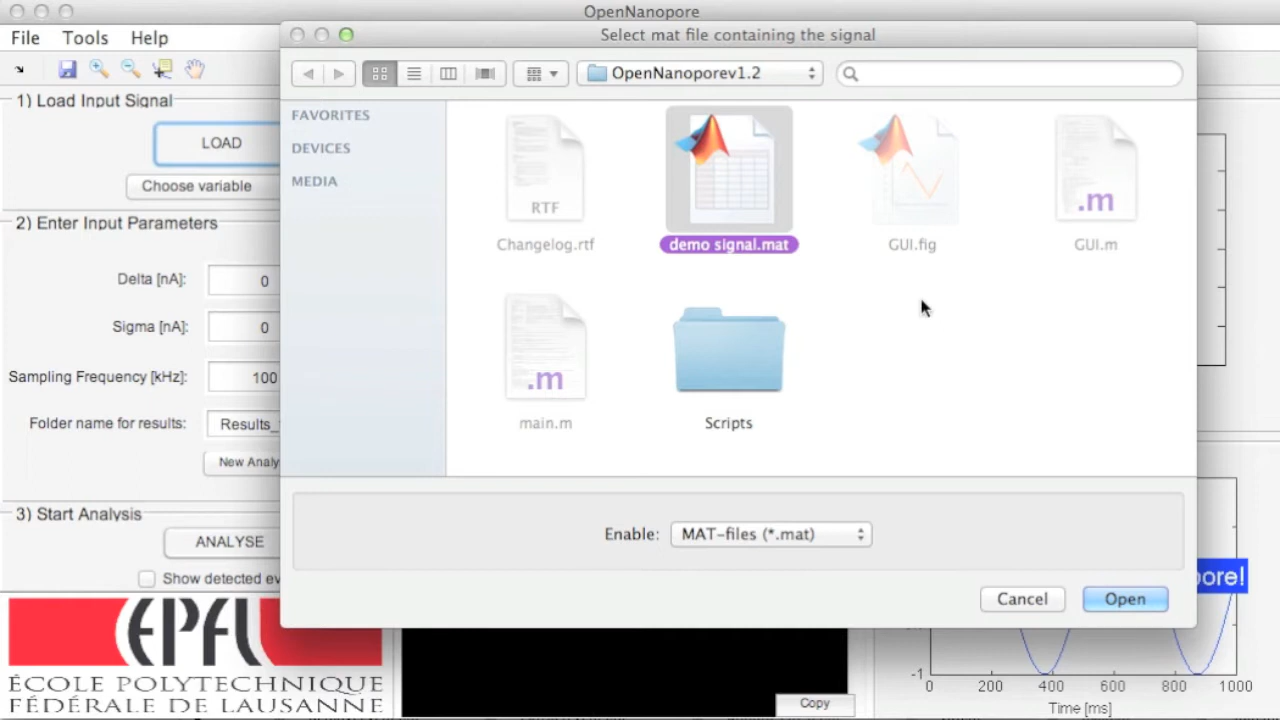 OpenNanopore
File Tools Help
Select mat file containing the signal
OpenNanoporev1.2
1) Load Input Signal
LOAD
Choose variable
2) Enter Input Parameters
Delta [nA]: 0
Sigma [nA]: 0
Sampling Frequency [kHz]: 100
Folder name for results: Results_
New Analy
3) Start Analysis
ANALYSE
Show detected ev
FAVORITES
DEVICES
MEDIA
RTF
.m
Changelog.rtf
demo signal.mat
GUI.fig
GUI.m
.m
main.m
Scripts
Enable: MAT-files (*.mat)
Cancel
Open
EPFL
ÉCOLE POLYTECHNIQUE
FÉDÉRALE DE LAUSANNE
Copy
pore!
-1
0 200 400 600 800 1000
Time [ms]